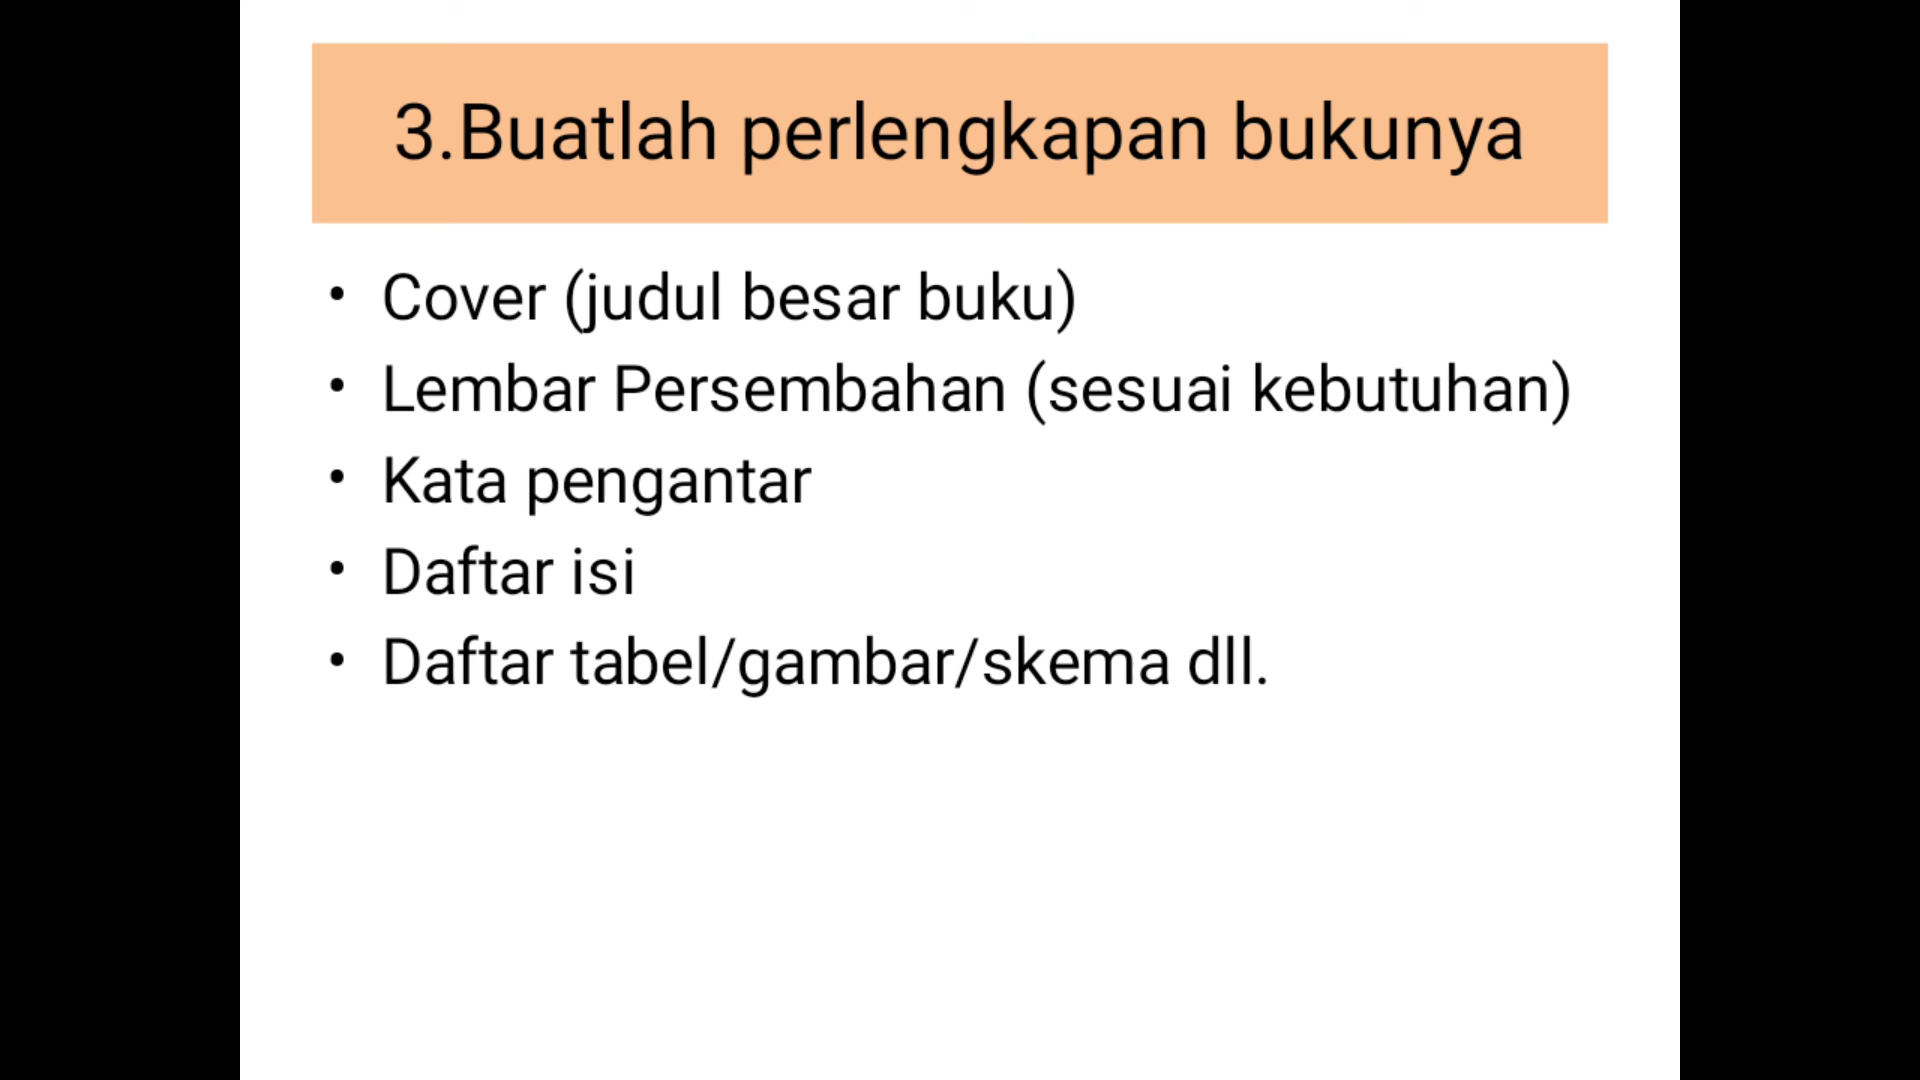 3.Buatlah perlengkapan bukunya
• Cover (judul besar buku)
• Lembar Persembahan (sesuai kebutuhan)
• Kata pengantar
• Daftar isi
• Daftar tabel/gambar/skema dll.